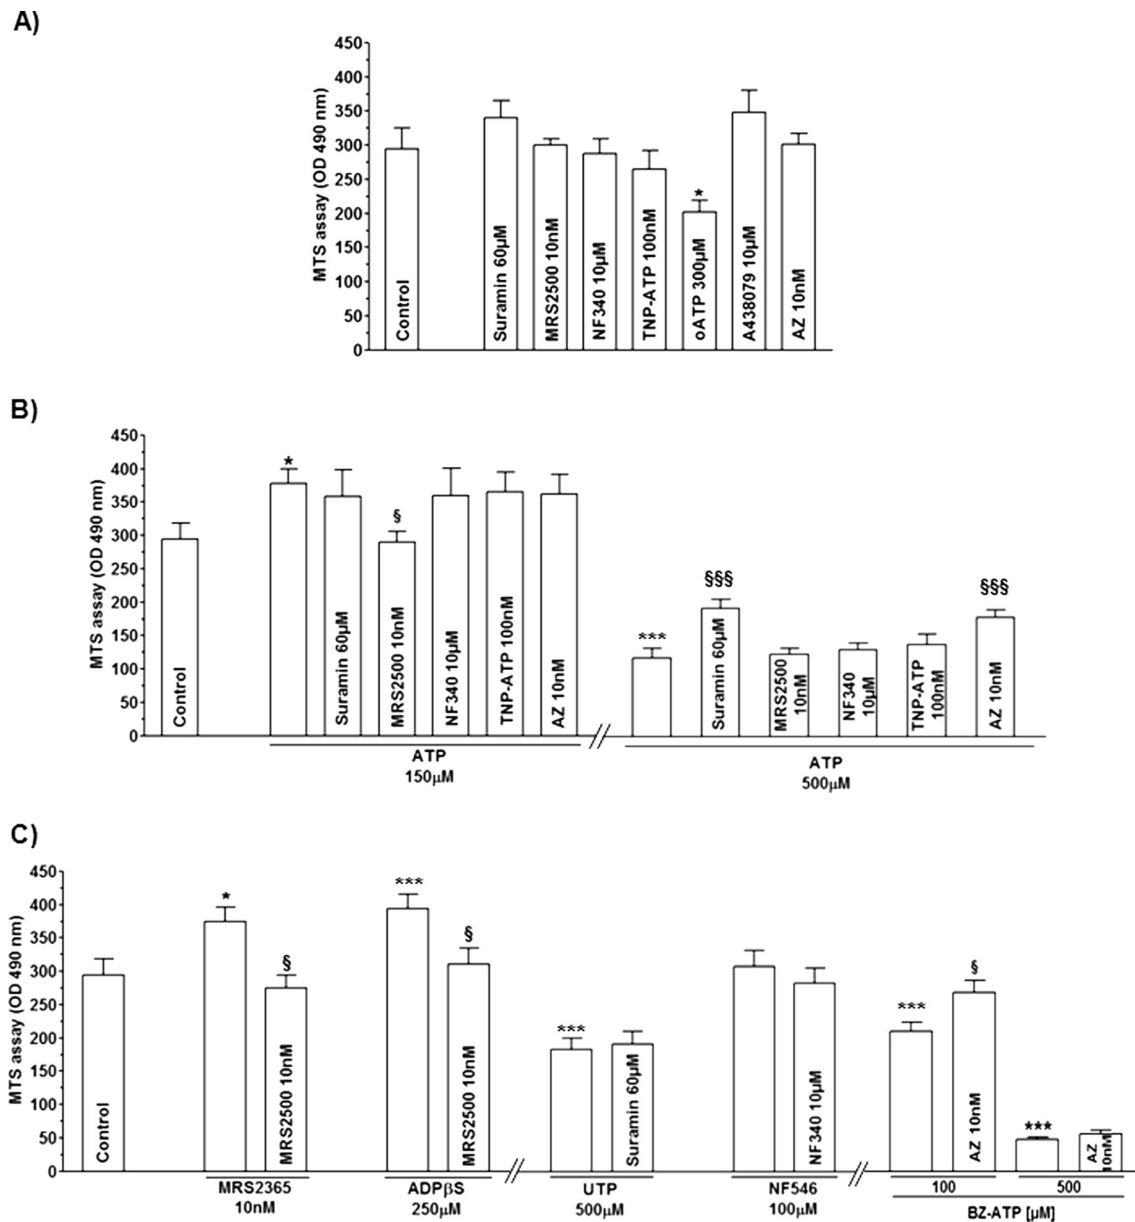 A)
MTS assay (OD 490 nm)
450
400
350
300
250
200
150
100
50
0
Control
Suramin 60µM
MRS2500 10nM
NF340 10µM
TNP-ATP 100nM
*
oATP 300µM
A438079 10µM
AZ 10nM
B)
MTS assay (OD 490 nm)
450
400
350
300
250
200
150
100
50
0
Control
*
Suramin 60µM
§
MRS2500 10nM
NF340 10µM
TNP-ATP 100nM
AZ 10nM
ATP
150µM
***
§§§
Suramin 60µM
MRS2500
10nM
NF340
10µM
TNP-ATP
100nM
§§§
AZ 10nM
ATP
500µM
C)
MTS assay (OD 490 nm)
450
400
350
300
250
200
150
100
50
0
Control
*
§
MRS2500 10nM
MRS2365
10nM
***
§
MRS2500 10nM
ADPβS
250µM
***
Suramin 60µM
UTP
500µM
NF340 10µM
NF546
100µM
***
§
AZ 10nM
100
***
AZ
10nM
500
BZ-ATP [µM]